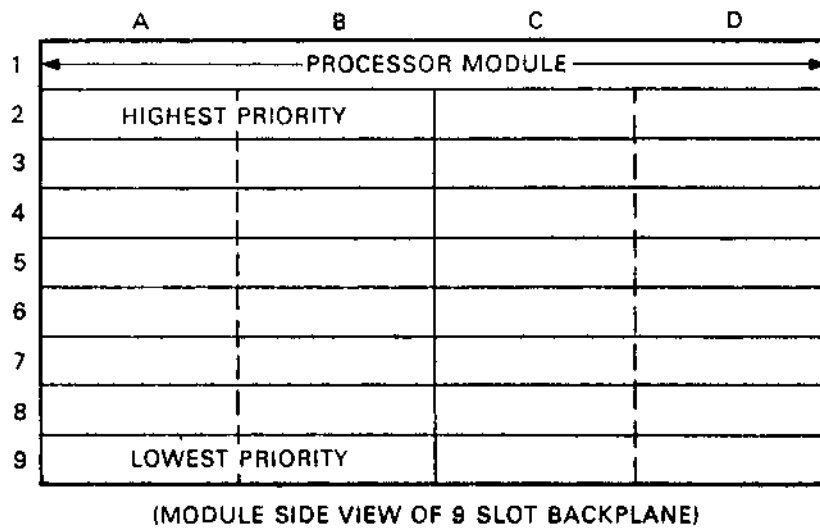 A B C D
1 PROCESSOR MODULE
2 HIGHEST PRIORITY
3
4
5
6
7
8
9 LOWEST PRIORITY
(MODULE SIDE VIEW OF 9 SLOT BACKPLANE)